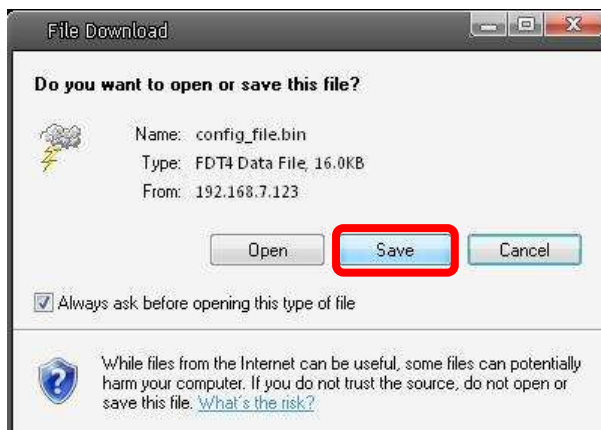 File Download
Do you want to open or save this file?
Name: config_file.bin
Type: FDT4 Data File, 16.0KB
From: 192.168.7.123
Open Save Cancel
Always ask before opening this type of file
While files from the Internet can be useful, some files can potentially
harm your computer. If you do not trust the source, do not open or
save this file. What's the risk?